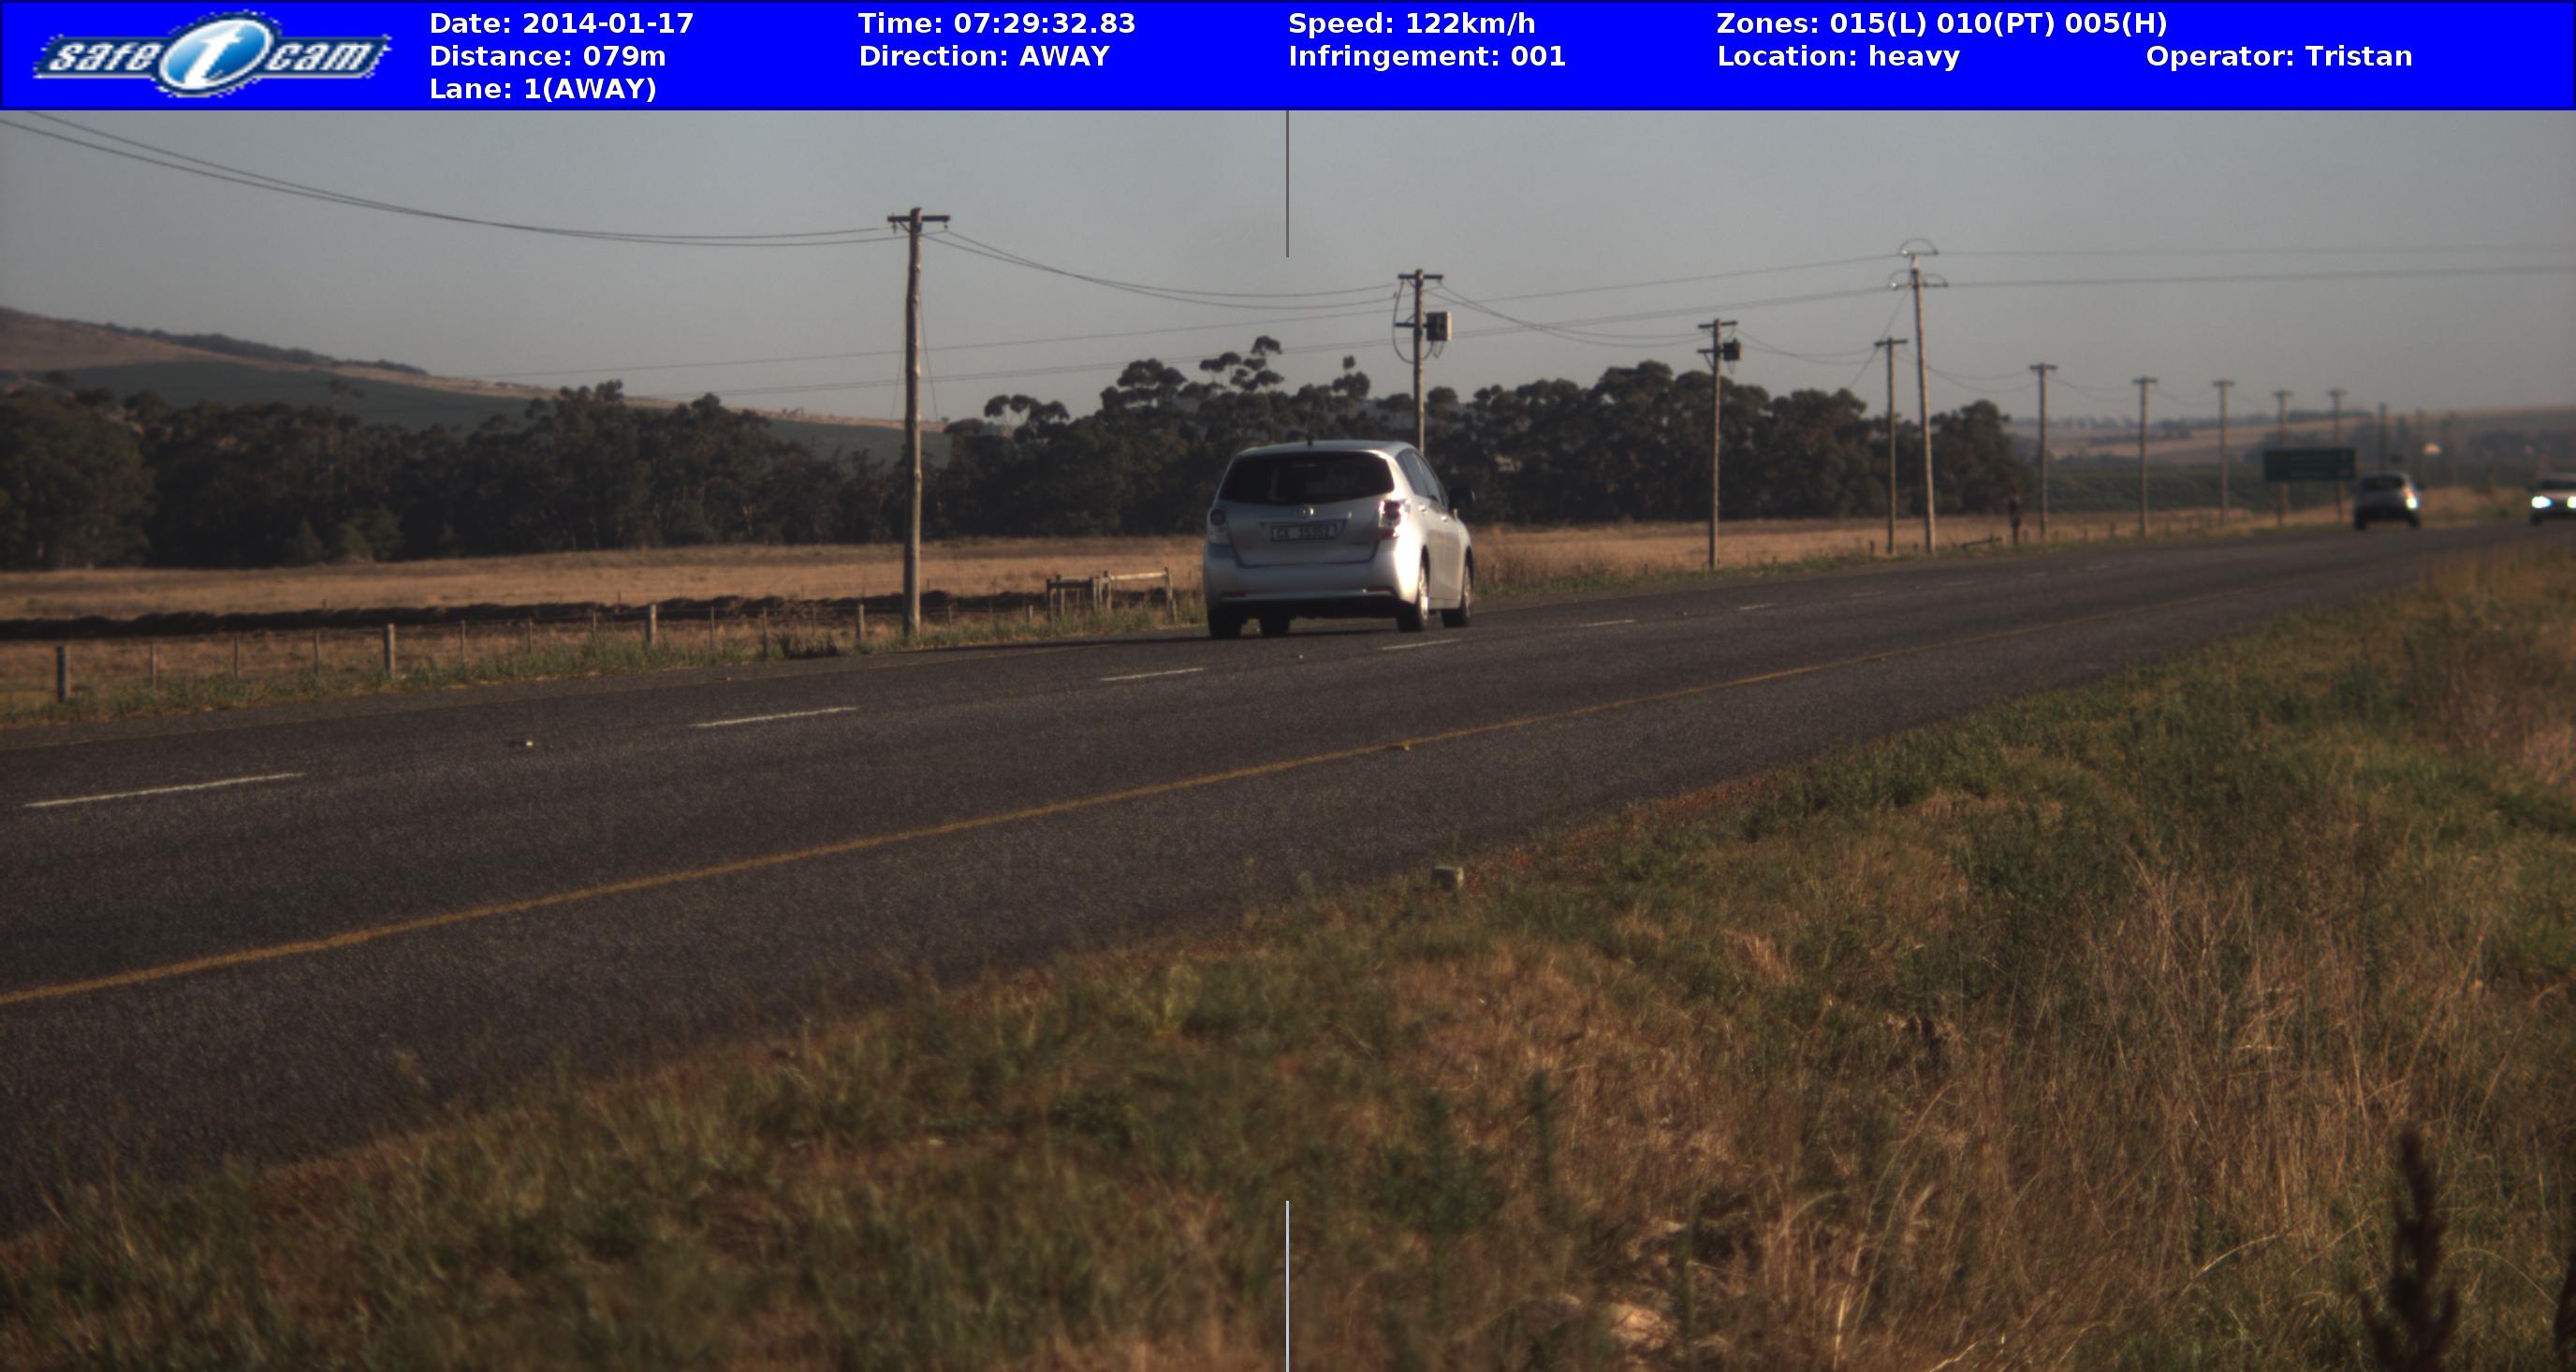 safe t cam
Date: 2014-01-17 Time: 07:29:32.83 Speed: 122km/h Zones: 015(L) 010(PT) 005(H)
Distance: 079m Direction: AWAY Infringement: 001 Location: heavy Operator: Tristan
Lane: 1(AWAY)